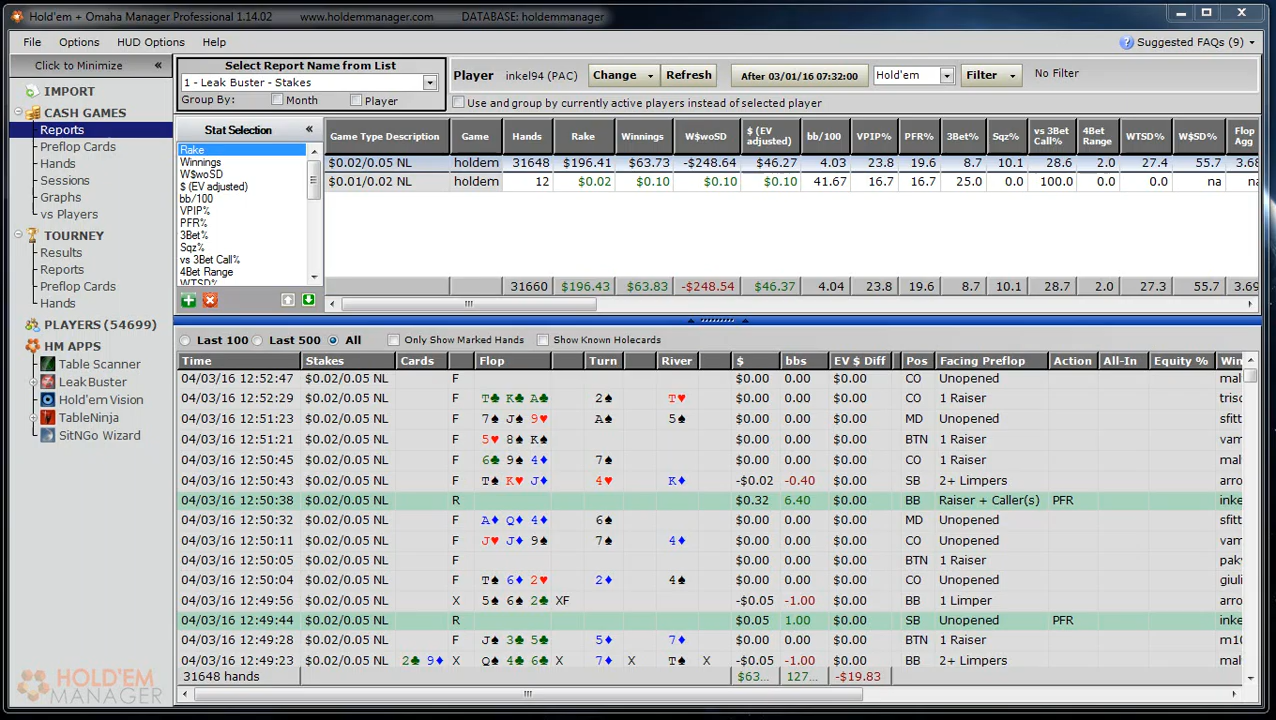 Hold'em + Omaha Manager Professional 1.14.02 www.holdemmanager.com DATABASE: holdemmanager
File Options HUD Options Help Suggested FAQs (9)
Click to Minimize «
IMPORT
CASH GAMES
Reports
Preflop Cards
Hands
Sessions
Graphs
vs Players
TOURNEY
Results
Reports
Preflop Cards
Hands
PLAYERS (54699)
HM APPS
Table Scanner
LeakBuster
Hold'em Vision
TableNinja
SitNGo Wizard
HOLD'EM
MANAGER
Select Report Name from List
1 - Leak Buster - Stakes
Group By: Month Player
Player inkel94 (PAC) Change Refresh After 03/01/16 07:32:00 Hold'em Filter No Filter
Use and group by currently active players instead of selected player
Stat Selection «
Rake
Winnings
W$woSD
$ (EV adjusted)
bb/100
VPIP%
PFR%
3Bet%
Sqz%
vs 3Bet Call%
4Bet Range
WTSD%
Game Type Description Game Hands Rake Winnings W$woSD $ (EV adjusted) bb/100 VPIP% PFR% 3Bet% Sqz% vs 3Bet Call% 4Bet Range WTSD% W$SD% Flop Agg
$0.02/0.05 NL holdem 31648 $196.41 $63.73 -$248.64 $46.27 4.03 23.8 19.6 8.7 10.1 28.6 2.0 27.4 55.7 3.68
$0.01/0.02 NL holdem 12 $0.02 $0.10 $0.10 $0.10 41.67 16.7 16.7 25.0 0.0 100.0 0.0 0.0 na na
31660 $196.43 $63.83 -$248.54 $46.37 4.04 23.8 19.6 8.7 10.1 28.7 2.0 27.3 55.7 3.69
Last 100 Last 500 All Only Show Marked Hands Show Known Holecards
Time Stakes Cards Flop Turn River $ bbs EV $ Diff Pos Facing Preflop Action All-In Equity % Win
04/03/16 12:52:47 $0.02/0.05 NL F $0.00 0.00 $0.00 CO Unopened mal
04/03/16 12:52:29 $0.02/0.05 NL F T♣ K♣ A♣ 2♠ T♥ $0.00 0.00 $0.00 CO 1 Raiser trisc
04/03/16 12:51:23 $0.02/0.05 NL F 7♠ J♠ 9♥ A♠ 5♠ $0.00 0.00 $0.00 MD Unopened sfitt
04/03/16 12:51:21 $0.02/0.05 NL F 5♥ 8♠ K♠ $0.00 0.00 $0.00 BTN 1 Raiser vam
04/03/16 12:50:45 $0.02/0.05 NL F 6♣ 9♠ 4♦ 7♠ $0.00 0.00 $0.00 CO 1 Raiser mal
04/03/16 12:50:43 $0.02/0.05 NL F T♠ K♥ J♦ 4♥ K♦ -$0.02 -0.40 $0.00 SB 2+ Limpers arro
04/03/16 12:50:38 $0.02/0.05 NL R $0.32 6.40 $0.00 BB Raiser + Caller(s) PFR inke
04/03/16 12:50:32 $0.02/0.05 NL F A♦ Q♦ 4♦ 6♠ $0.00 0.00 $0.00 MD Unopened sfitt
04/03/16 12:50:11 $0.02/0.05 NL F J♥ J♦ 9♠ 7♠ 4♦ $0.00 0.00 $0.00 CO Unopened vam
04/03/16 12:50:05 $0.02/0.05 NL F $0.00 0.00 $0.00 BTN Unopened pak
04/03/16 12:50:04 $0.02/0.05 NL F T♠ 6♦ 2♥ 2♦ 4♠ $0.00 0.00 $0.00 CO Unopened giuli
04/03/16 12:49:56 $0.02/0.05 NL X 5♠ 6♠ 2♣ XF -$0.05 -1.00 $0.00 BB 1 Limper arro
04/03/16 12:49:44 $0.02/0.05 NL R $0.05 1.00 $0.00 SB Unopened PFR inke
04/03/16 12:49:28 $0.02/0.05 NL F J♠ 3♣ 5♣ 5♦ 7♦ $0.00 0.00 $0.00 BTN Unopened m10
04/03/16 12:49:23 $0.02/0.05 NL 2♣ 9♦ X Q♠ 4♣ 6♣ X 7♦ X T♠ X -$0.05 -1.00 $0.00 BB 2+ Limpers mal
31648 hands $63... 127... -$19.83